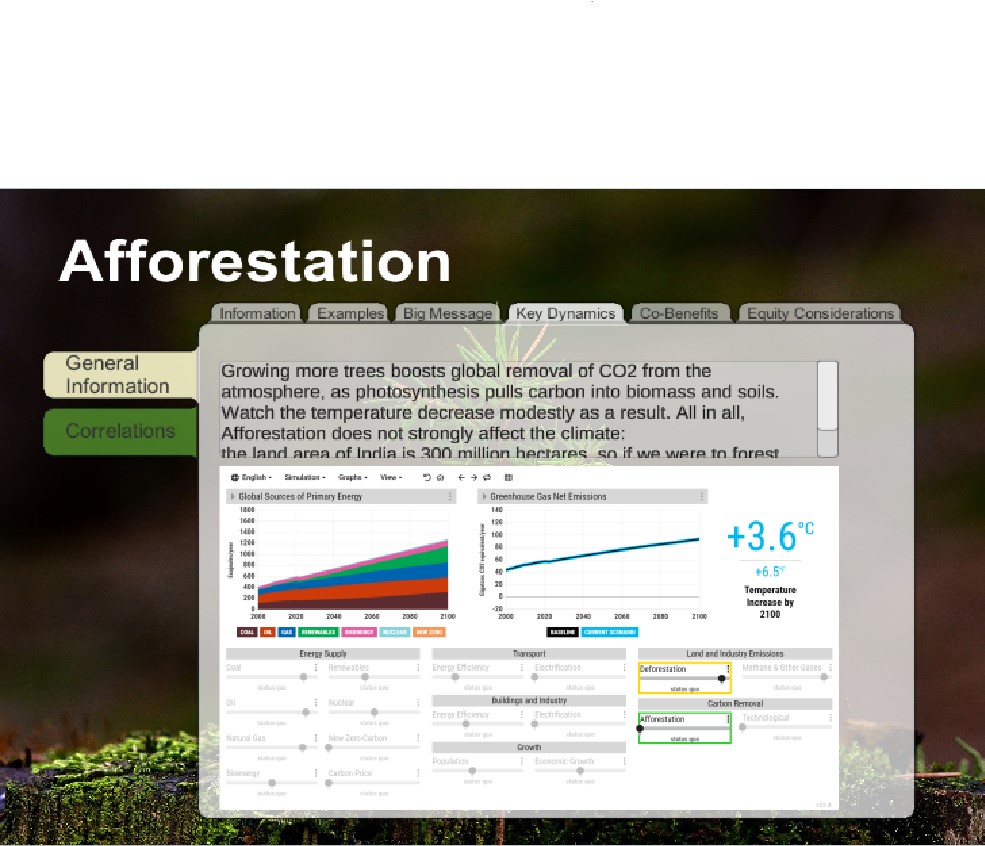 Afforestation
Information Examples Big Message Key Dynamics Co-Benefits Equity Considerations
General
Information
Correlations
Growing more trees boosts global removal of CO2 from the
atmosphere, as photosynthesis pulls carbon into biomass and soils.
Watch the temperature decrease modestly as a result. All in all,
Afforestation does not strongly affect the climate:
the land area of India is 300 million hectares, so if we were to forest
English Simulation Graphs View
Global Sources of Primary Energy
Greenhouse Gas Net Emissions
1800
1600
1400
1200
1000
800
600
400
200
0
2000 2020 2040 2060 2080 2100
COAL OIL GAS RENEWABLES BIOENERGY NUCLEAR NEW ZERO
140
120
100
80
60
40
20
0
-20
2000 2020 2040 2060 2080 2100
BASELINE CURRENT SCENARIO
+3.6°C
+6.5°F
Temperature
Increase by
2100
Energy Supply
Coal
status quo
Renewables
status quo
Oil
status quo
Nuclear
status quo
Natural Gas
status quo
New Zero-Carbon
status quo
Bioenergy
status quo
Carbon Price
status quo
Transport
Energy Efficiency
status quo
Electrification
status quo
Buildings and Industry
Energy Efficiency
status quo
Electrification
status quo
Growth
Population
status quo
Economic Growth
status quo
Land and Industry Emissions
Deforestation
status quo
Methane & Other Gases
status quo
Carbon Removal
Afforestation
status quo
Technological
status quo